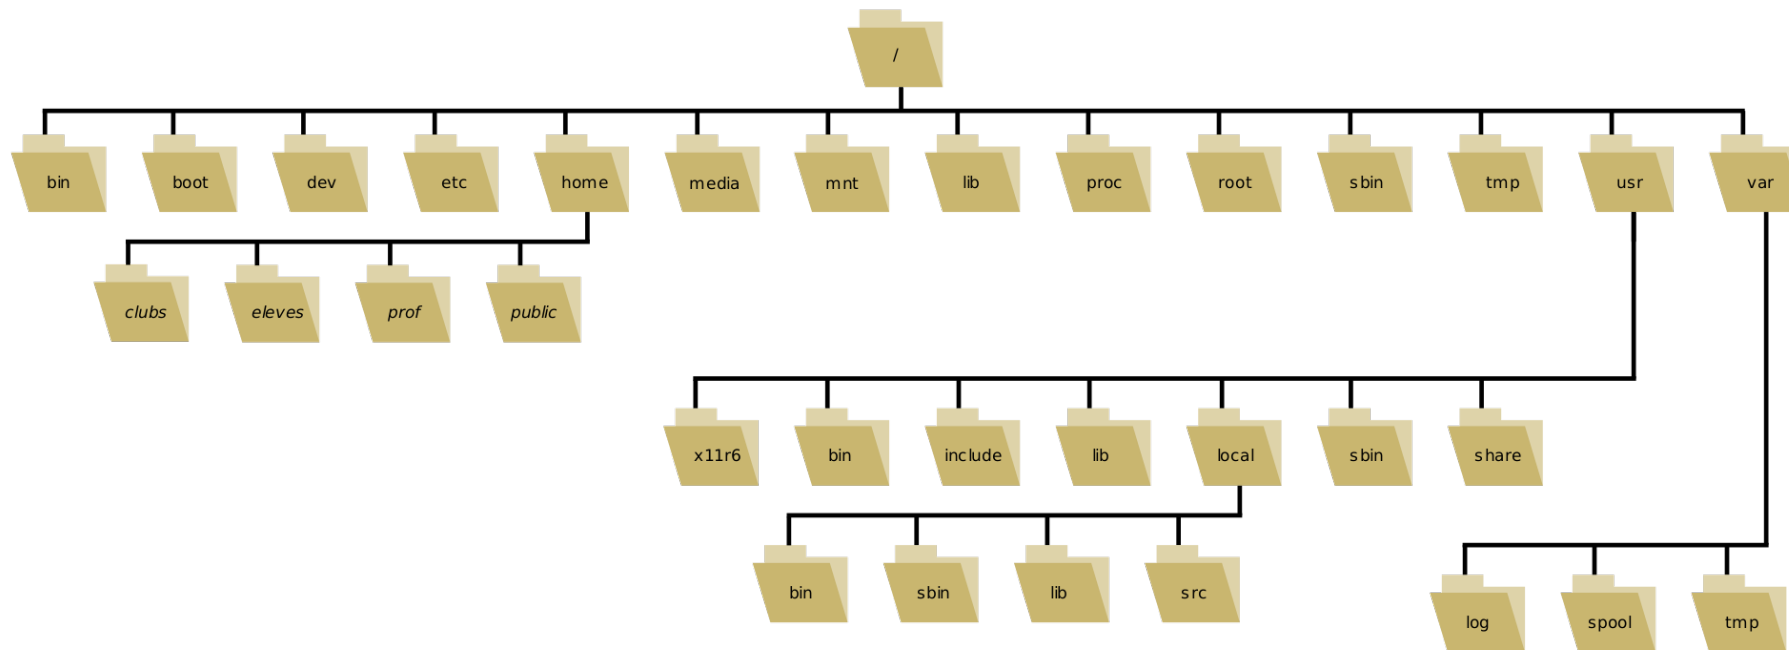 /
bin boot dev etc home media mnt lib proc root sbin tmp usr var
clubs eleves prof public
x11r6 bin include lib local sbin share
bin sbin lib src
log spool tmp